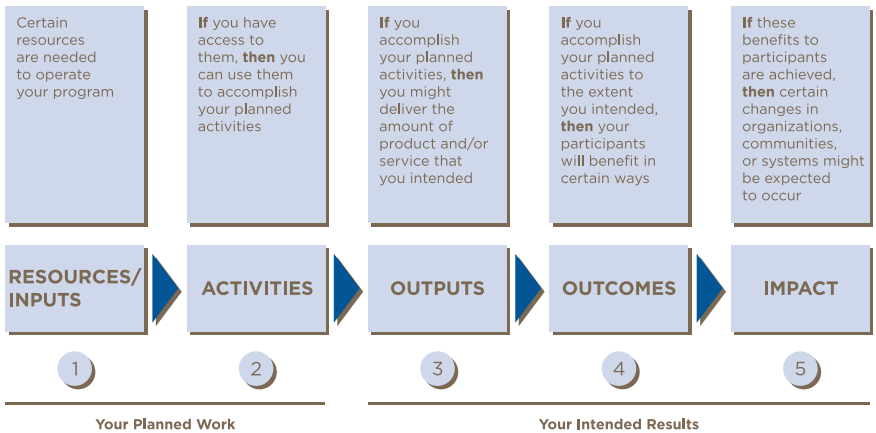 Certain
resources
are needed
to operate
your program
If you have
access to
them, then you
can use them
to accomplish
your planned
activities
If you
accomplish
your planned
activities, then
you might
deliver the
amount of
product and/or
service that
you intended
If you
accomplish
your planned
activities to
the extent
you intended,
then your
participants
will benefit in
certain ways
If these
benefits to
participants
are achieved,
then certain
changes in
organizations,
communities,
or systems might
be expected
to occur
RESOURCES/
INPUTS
ACTIVITIES
OUTPUTS
OUTCOMES
IMPACT
1
2
3
4
5
Your Planned Work
Your Intended Results